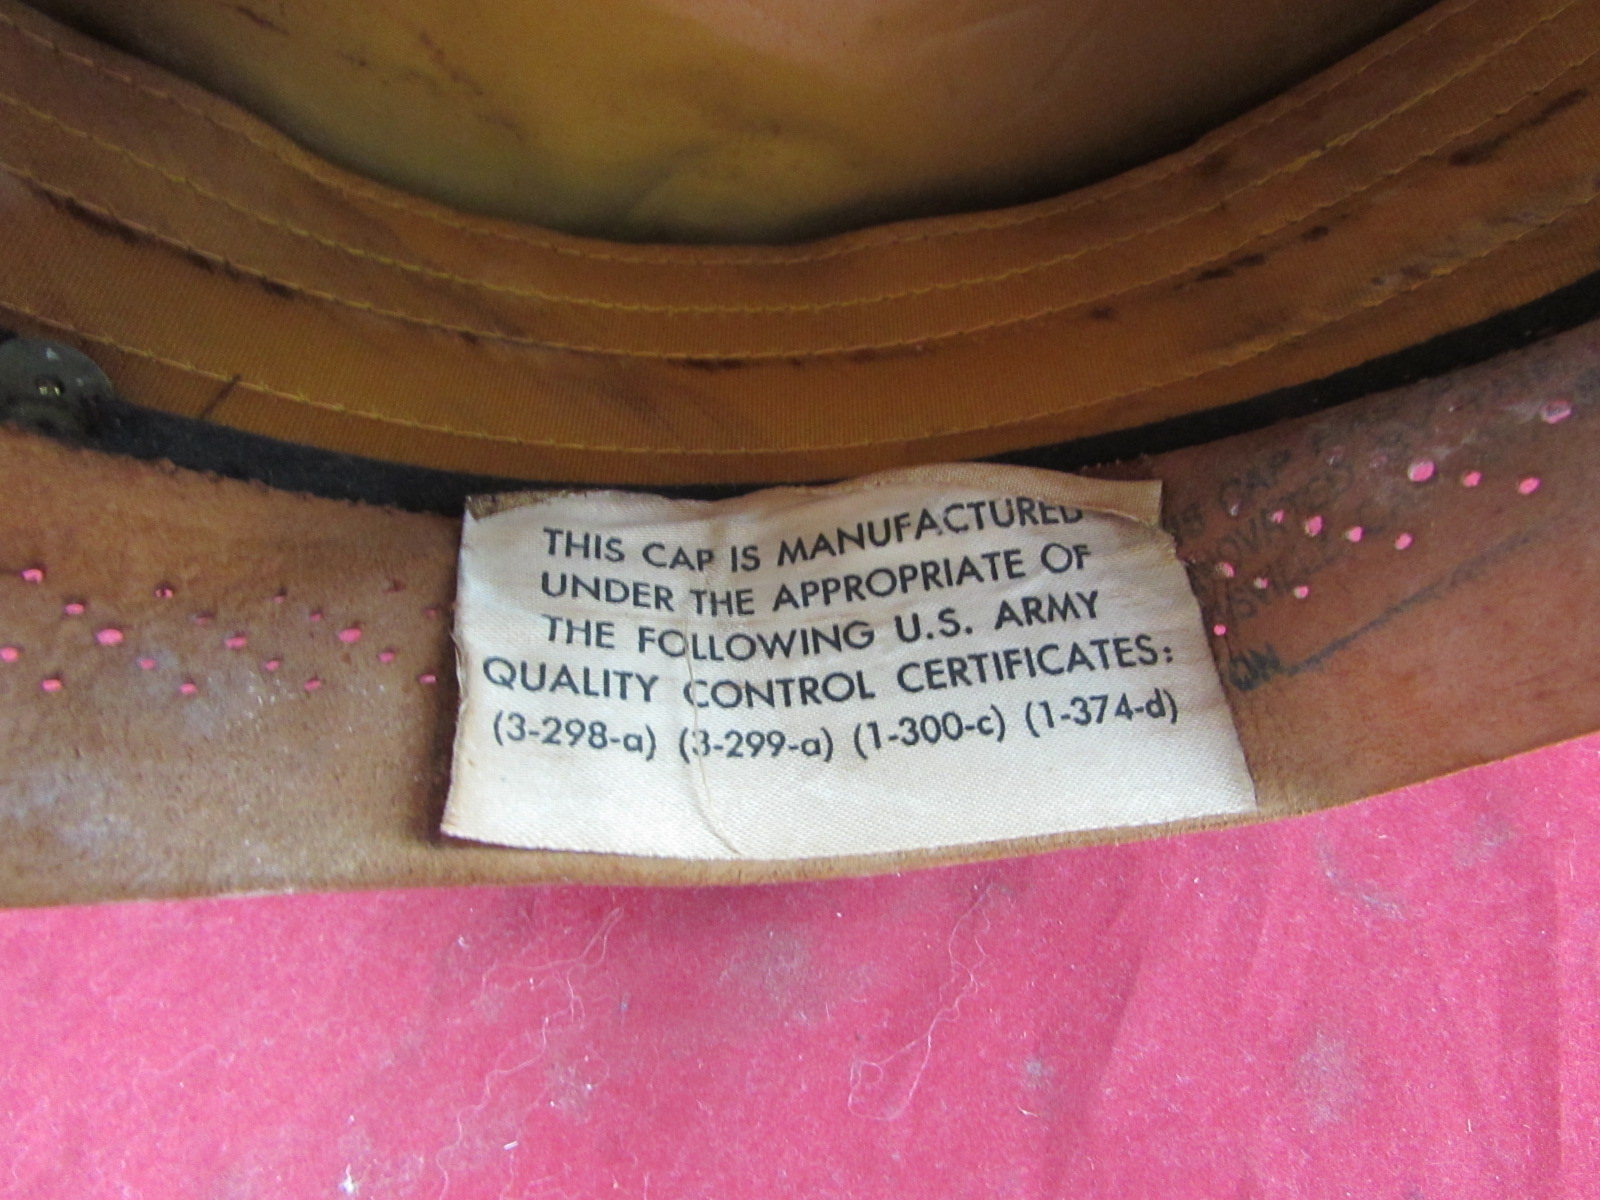 THIS CAP IS MANUFACTURED
UNDER THE APPROPRIATE OF
THE FOLLOWING U.S. ARMY
QUALITY CONTROL CERTIFICATES:
(3-298-a) (3-299-a) (1-300-c) (1-374-d)
CAP